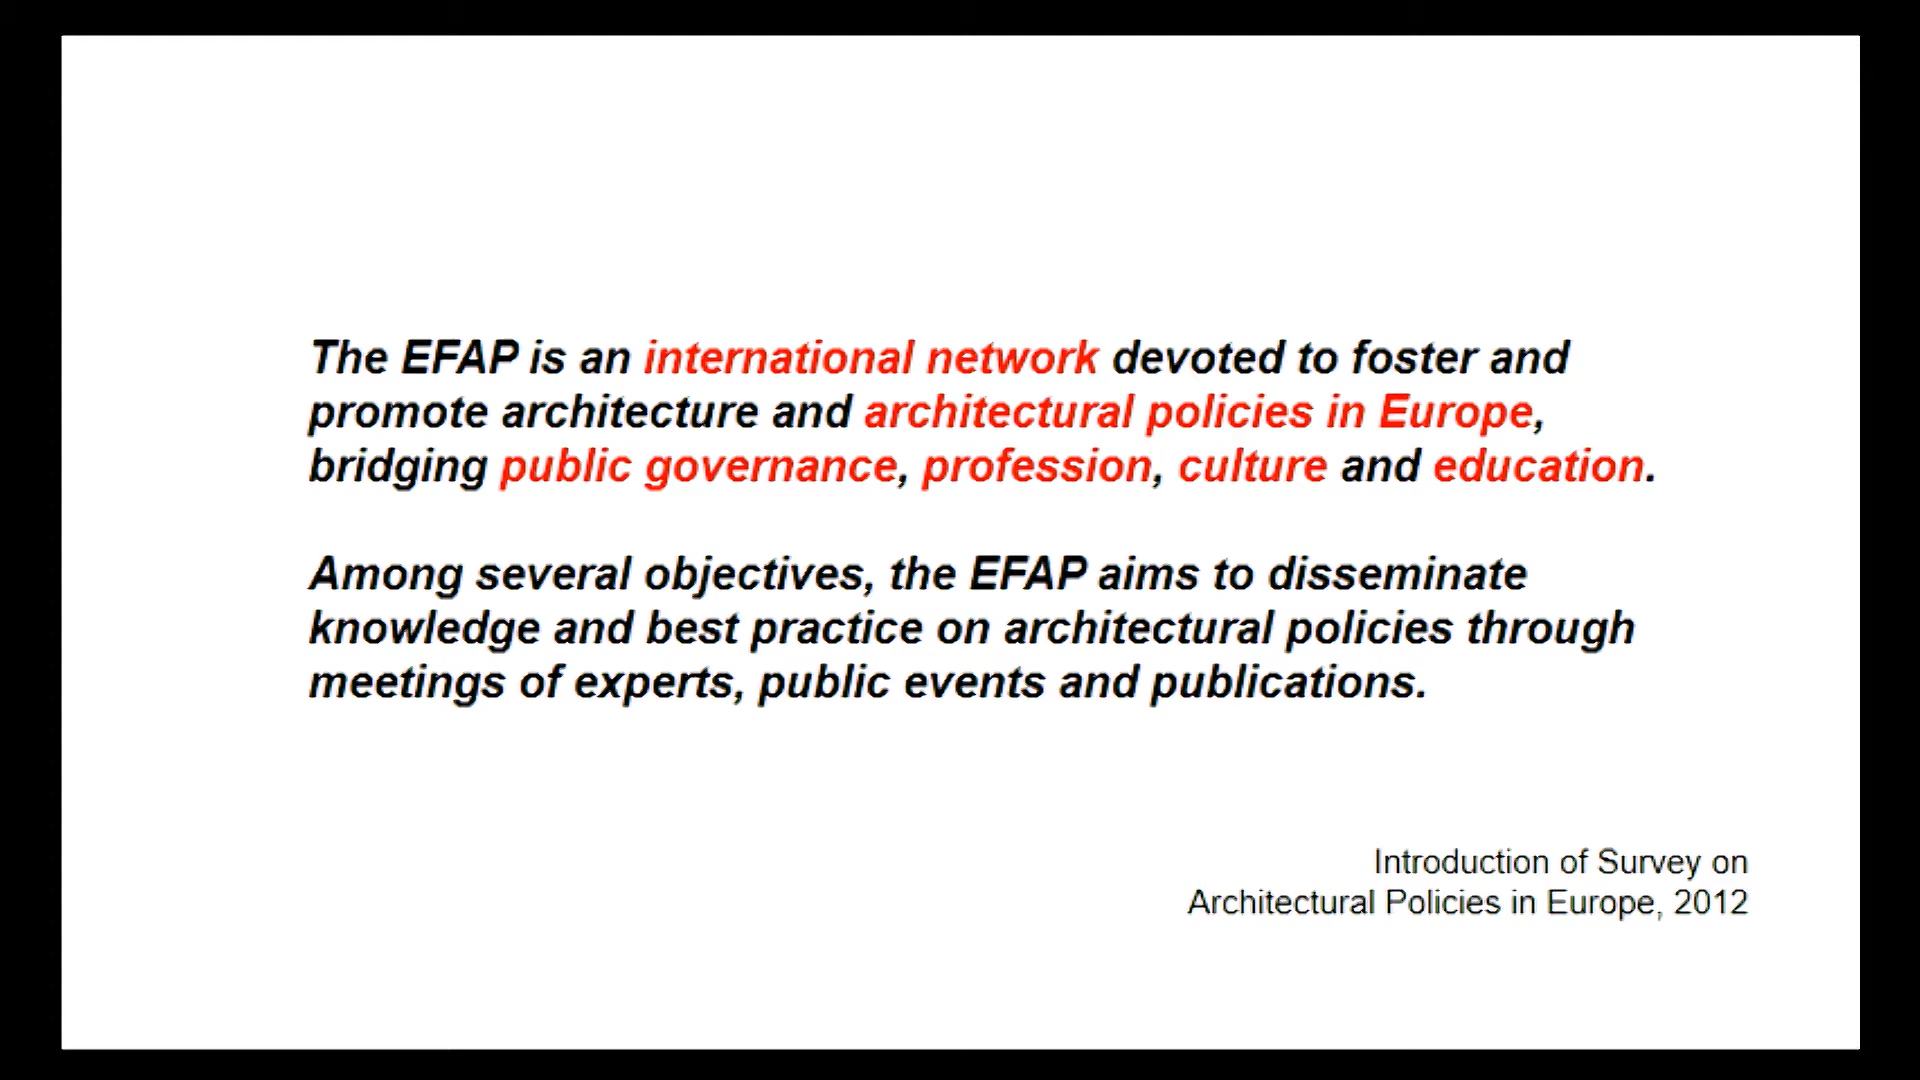 The EFAP is an international network devoted to foster and
promote architecture and architectural policies in Europe,
bridging public governance, profession, culture and education.
Among several objectives, the EFAP aims to disseminate
knowledge and best practice on architectural policies through
meetings of experts, public events and publications.
Introduction of Survey on
Architectural Policies in Europe, 2012